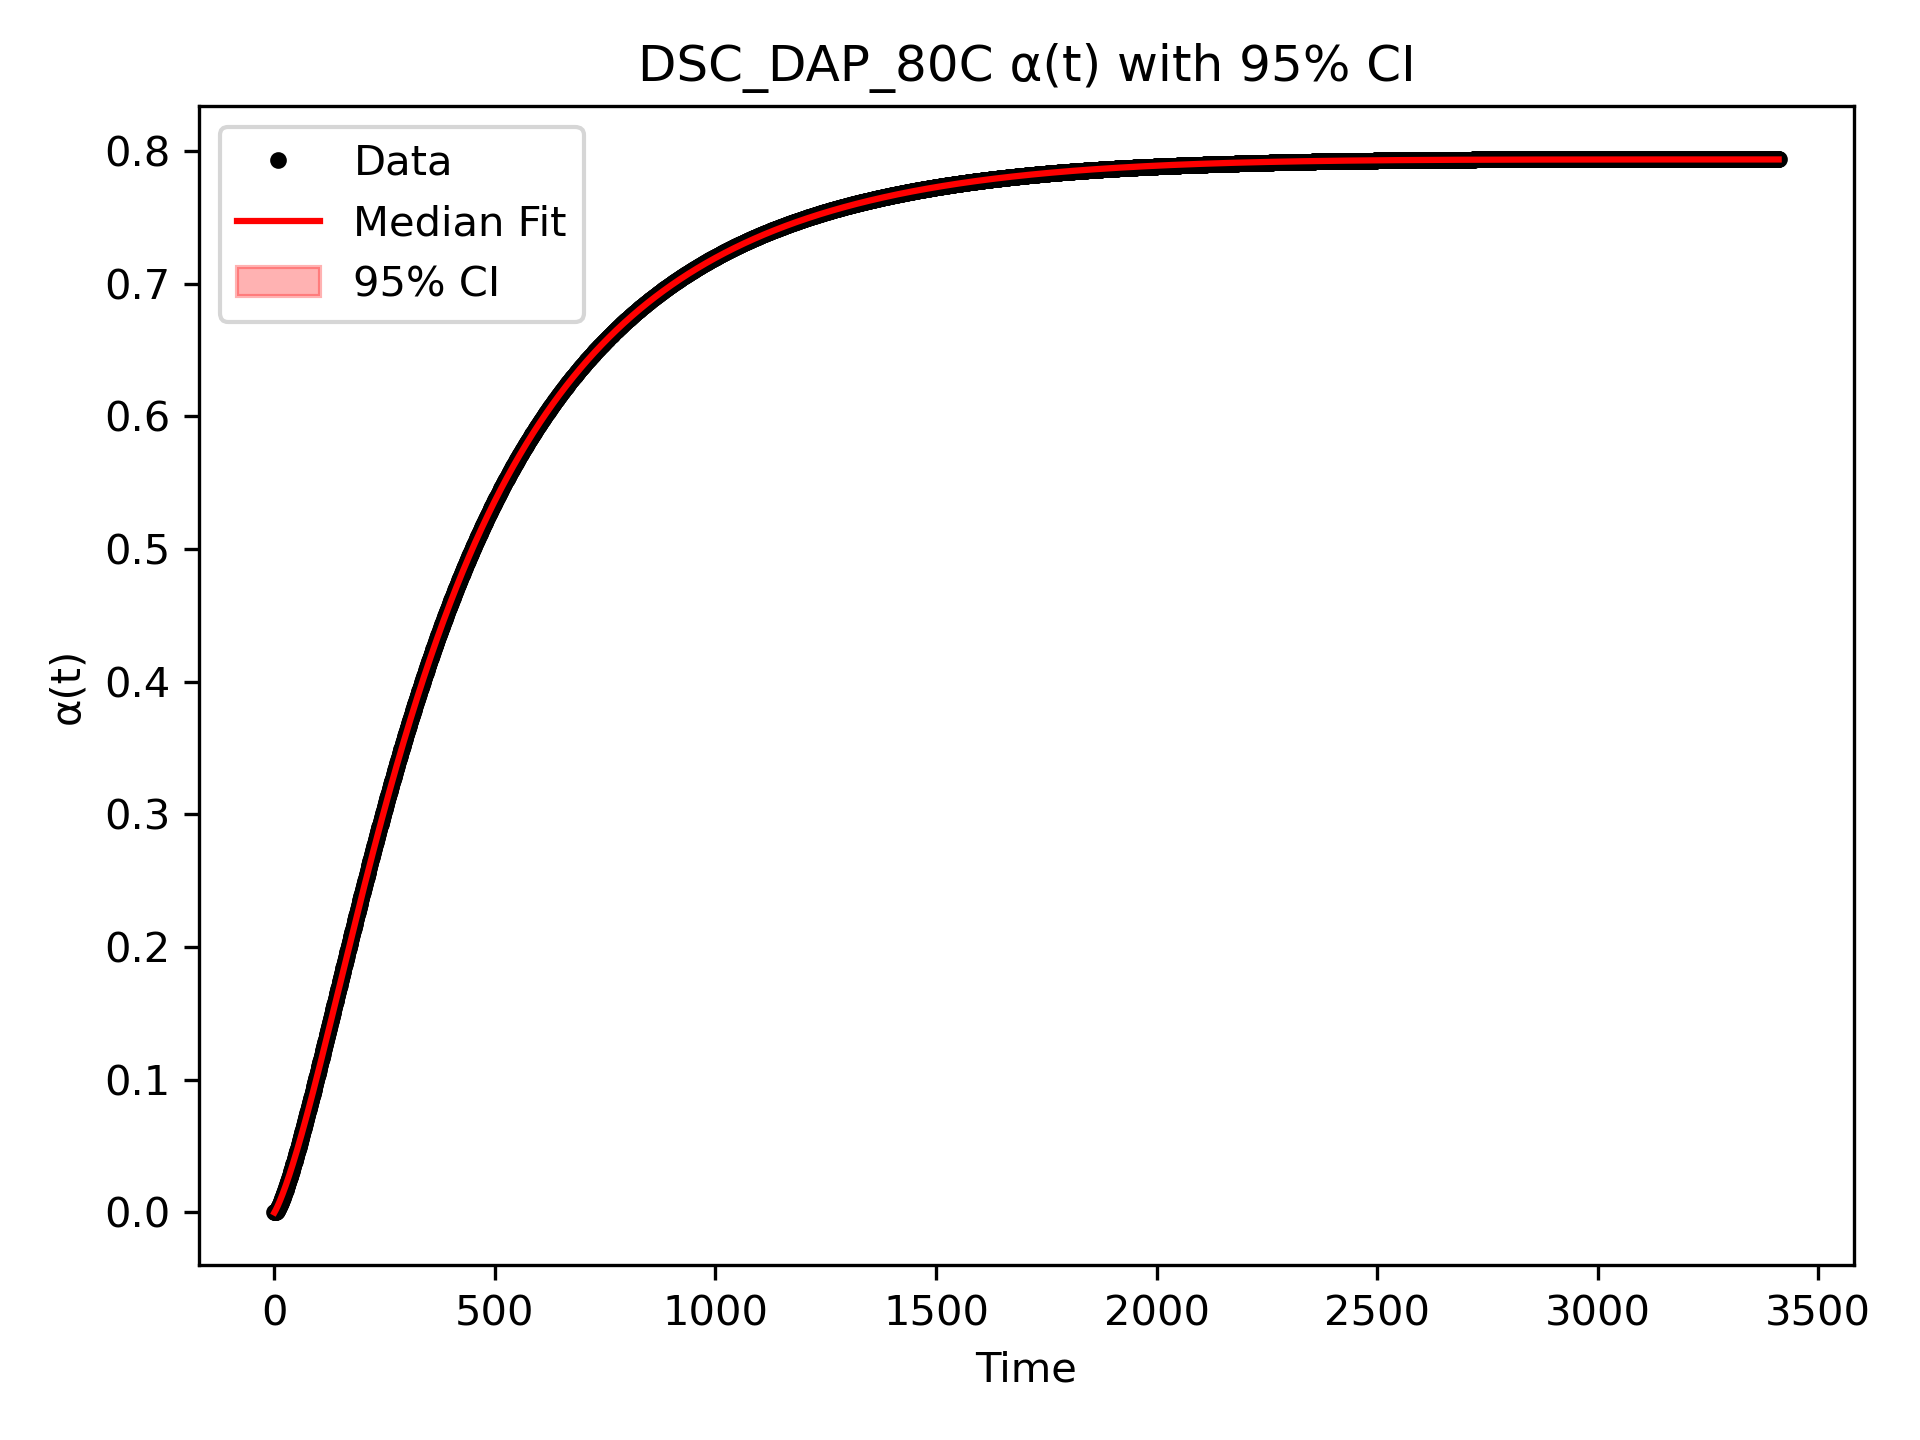 DSC_DAP_80C α(t) with 95% CI
Data
Median Fit
95% CI
α(t)
0.8
0.7
0.6
0.5
0.4
0.3
0.2
0.1
0.0
0 500 1000 1500 2000 2500 3000 3500
Time